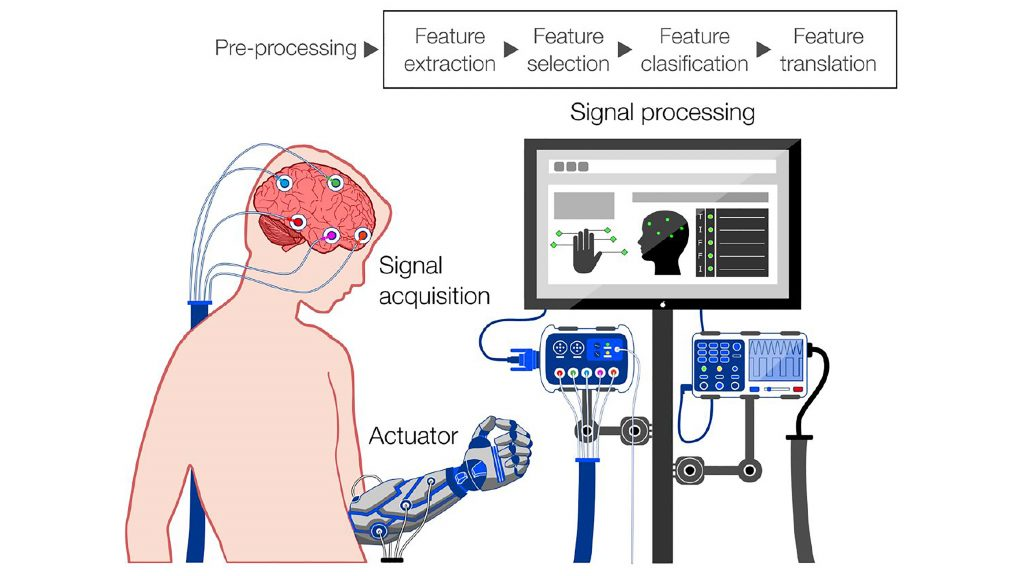 Pre-processing
Feature extraction
Feature selection
Feature clasification
Feature translation
Signal processing
Signal
acquisition
Actuator
T
I
F
F
I